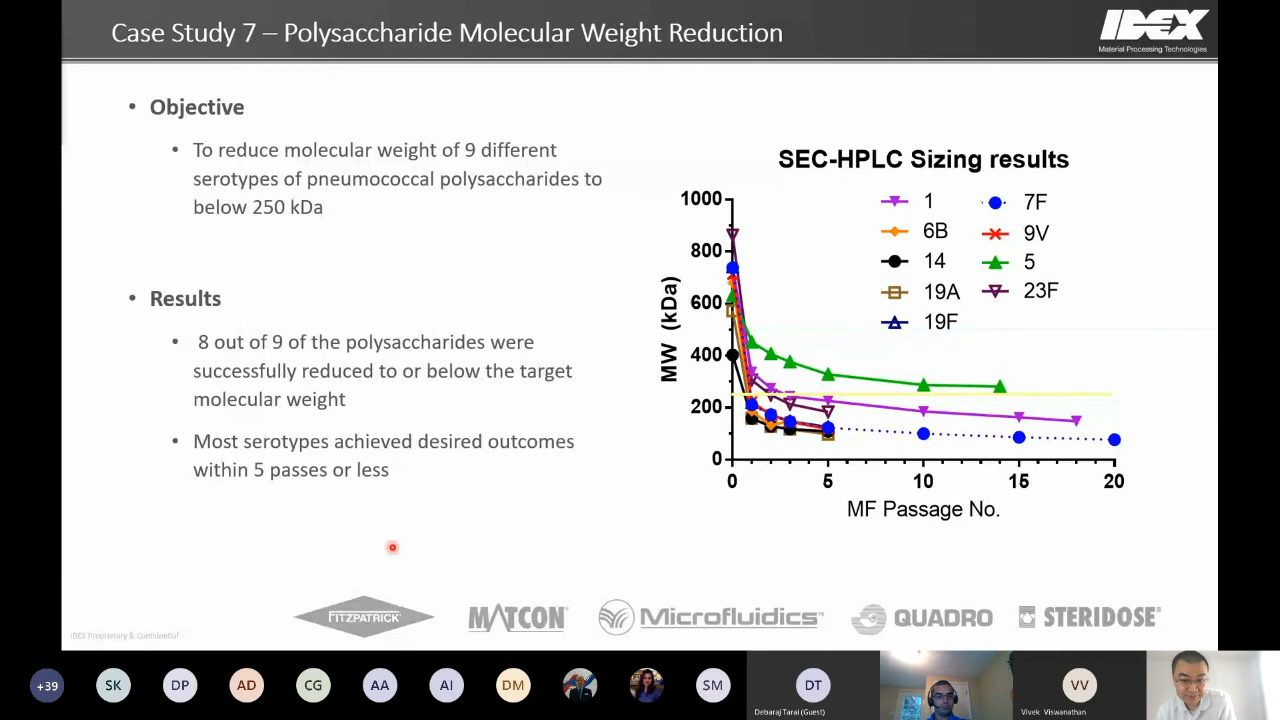 Case Study 7 – Polysaccharide Molecular Weight Reduction
IDEX
Material Processing Technologies
• Objective
• To reduce molecular weight of 9 different
serotypes of pneumococcal polysaccharides to
below 250 kDa
• Results
• 8 out of 9 of the polysaccharides were
successfully reduced to or below the target
molecular weight
• Most serotypes achieved desired outcomes
within 5 passes or less
SEC-HPLC Sizing results
1000
800
600
400
200
0
MW (kDa)
1
6B
14
19A
19F
7F
9V
5
23F
0 5 10 15 20
MF Passage No.
FITZPATRICK
MATCON
Microfluidics™
QUADRO
STERIDOSE
IDEX Proprietary & Confidential
+39
SK
DP
AD
CG
AA
AI
DM
SM
DT
Debaraj Tarai (Guest)
VV
Vivek Viswanathan